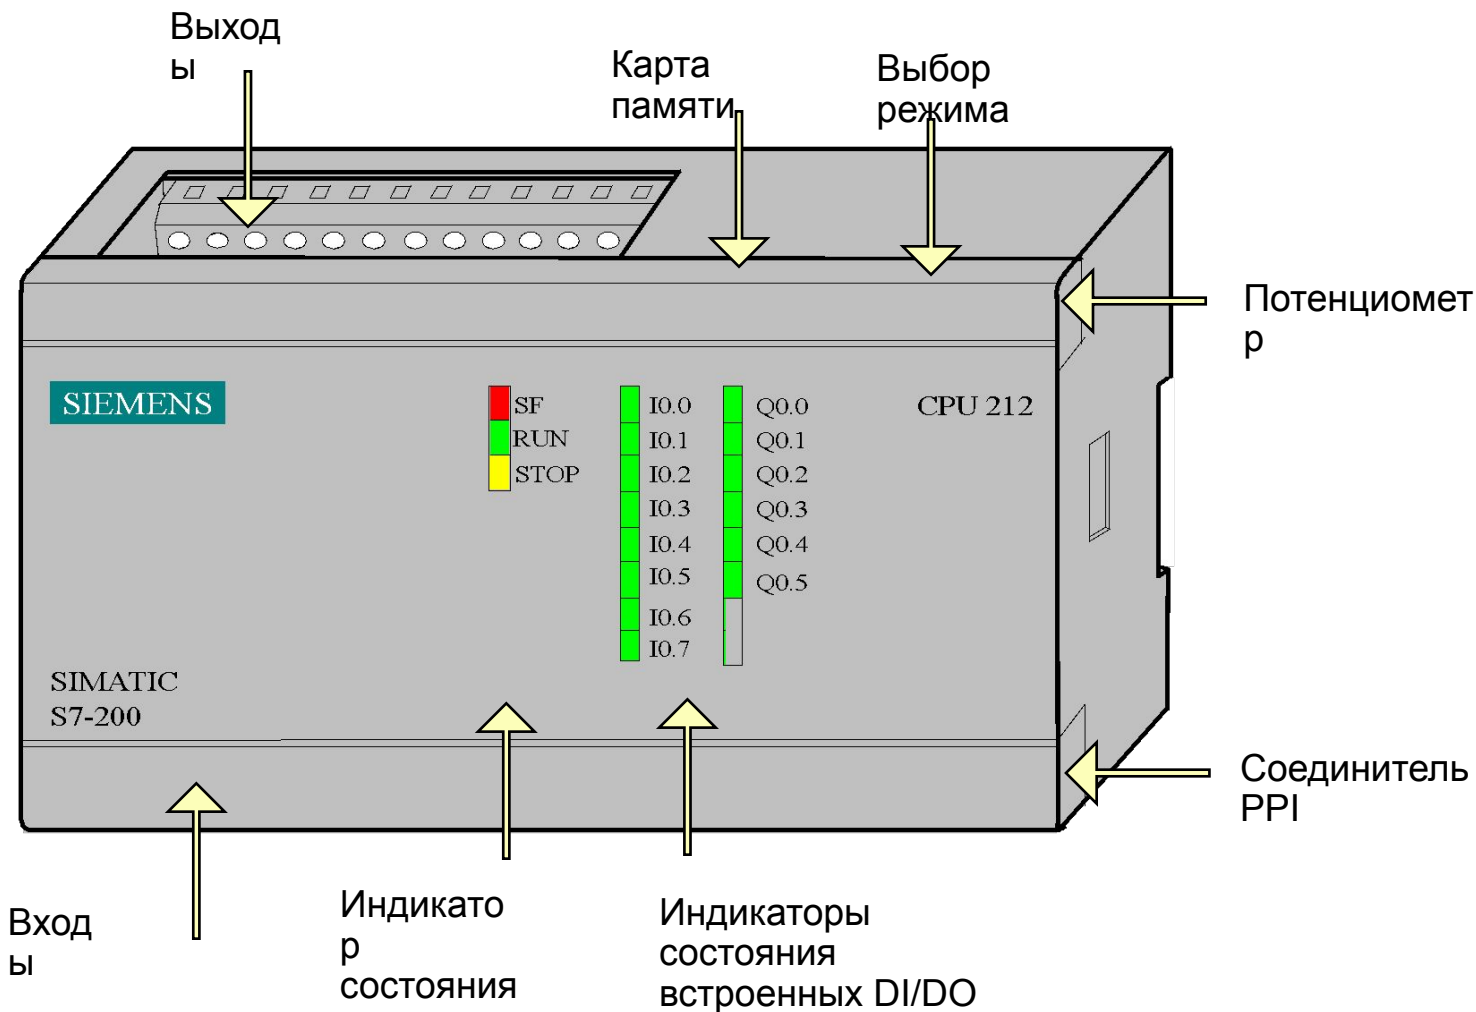 Выход
ы
Карта
памяти
Выбор
режима
Потенциомет
р
SIEMENS
SF
RUN
STOP
I0.0
I0.1
I0.2
I0.3
I0.4
I0.5
I0.6
I0.7
Q0.0
Q0.1
Q0.2
Q0.3
Q0.4
Q0.5
CPU 212
SIMATIC
S7-200
Соединитель
PPI
Вход
ы
Индикато
р
состояния
Индикаторы
состояния
встроенных DI/DO